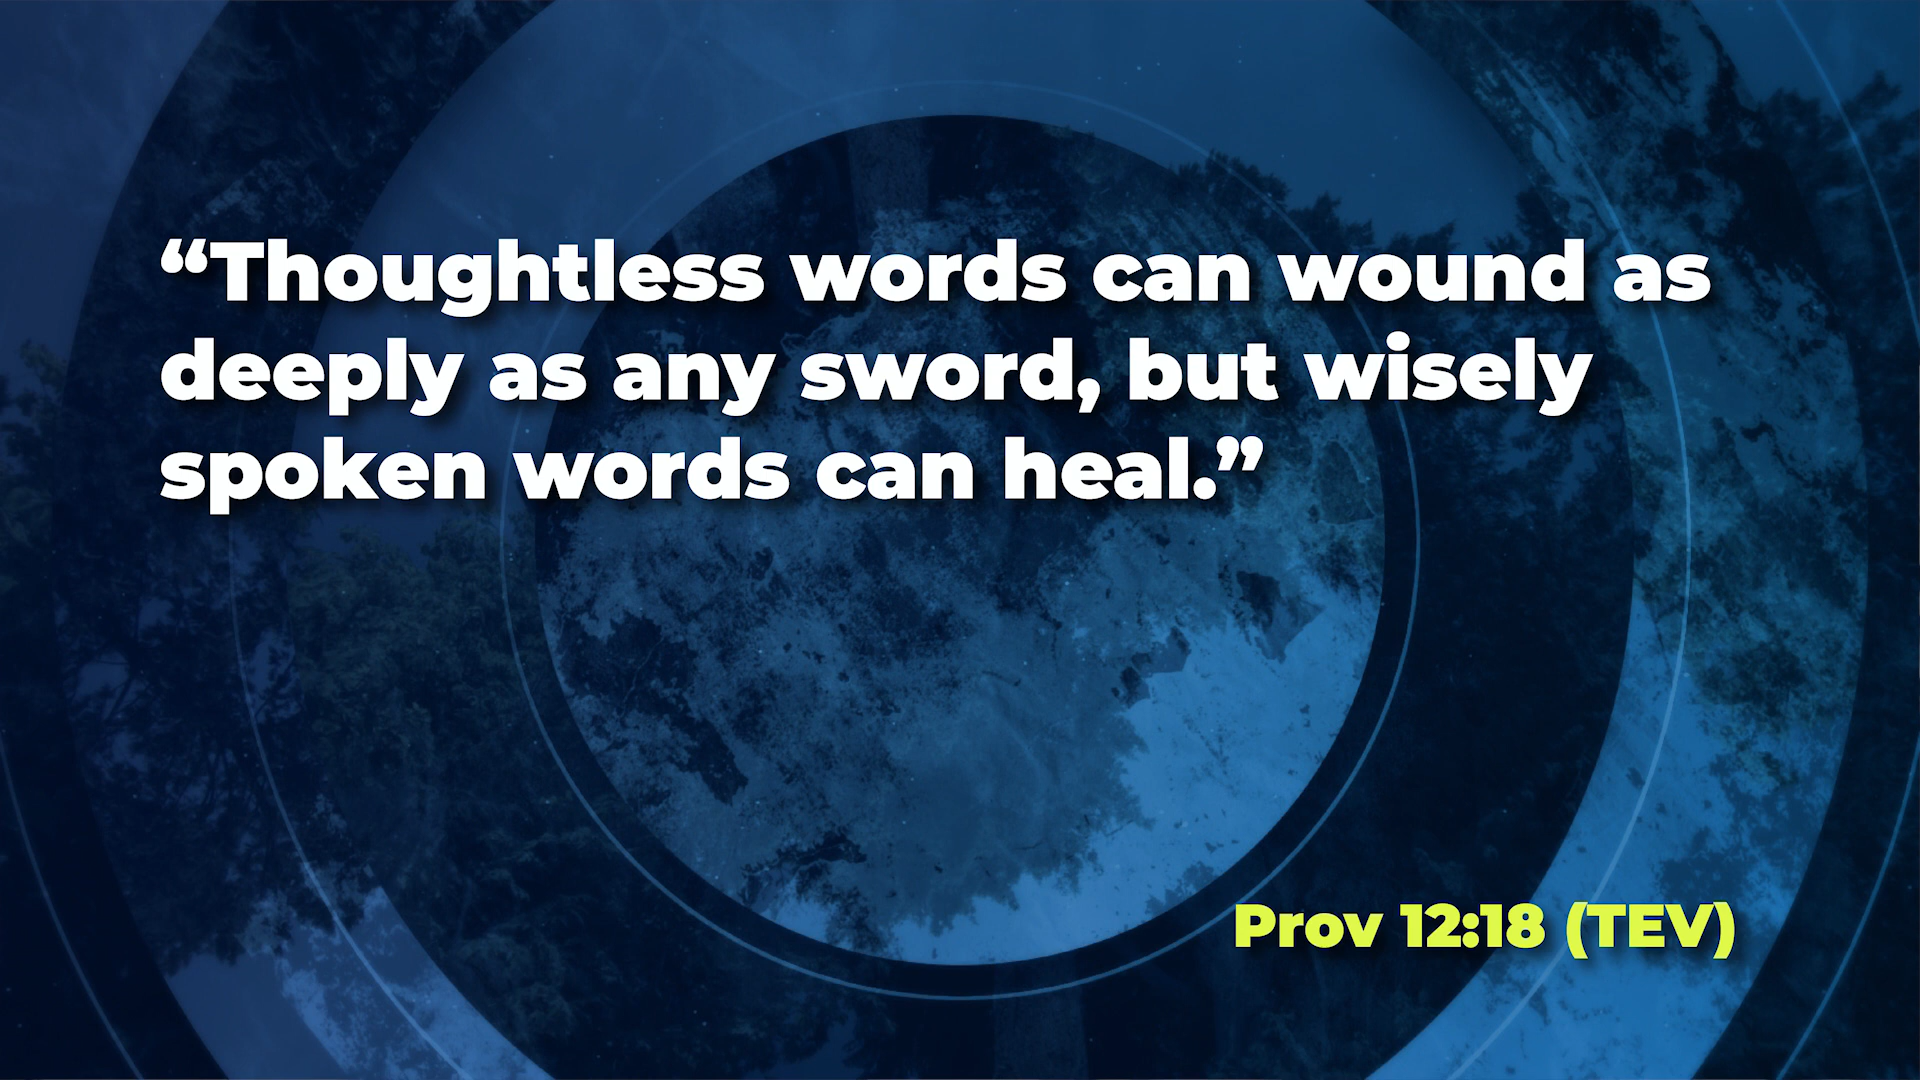 “Thoughtless words can wound as
deeply as any sword, but wisely
spoken words can heal.”
Prov 12:18 (TEV)